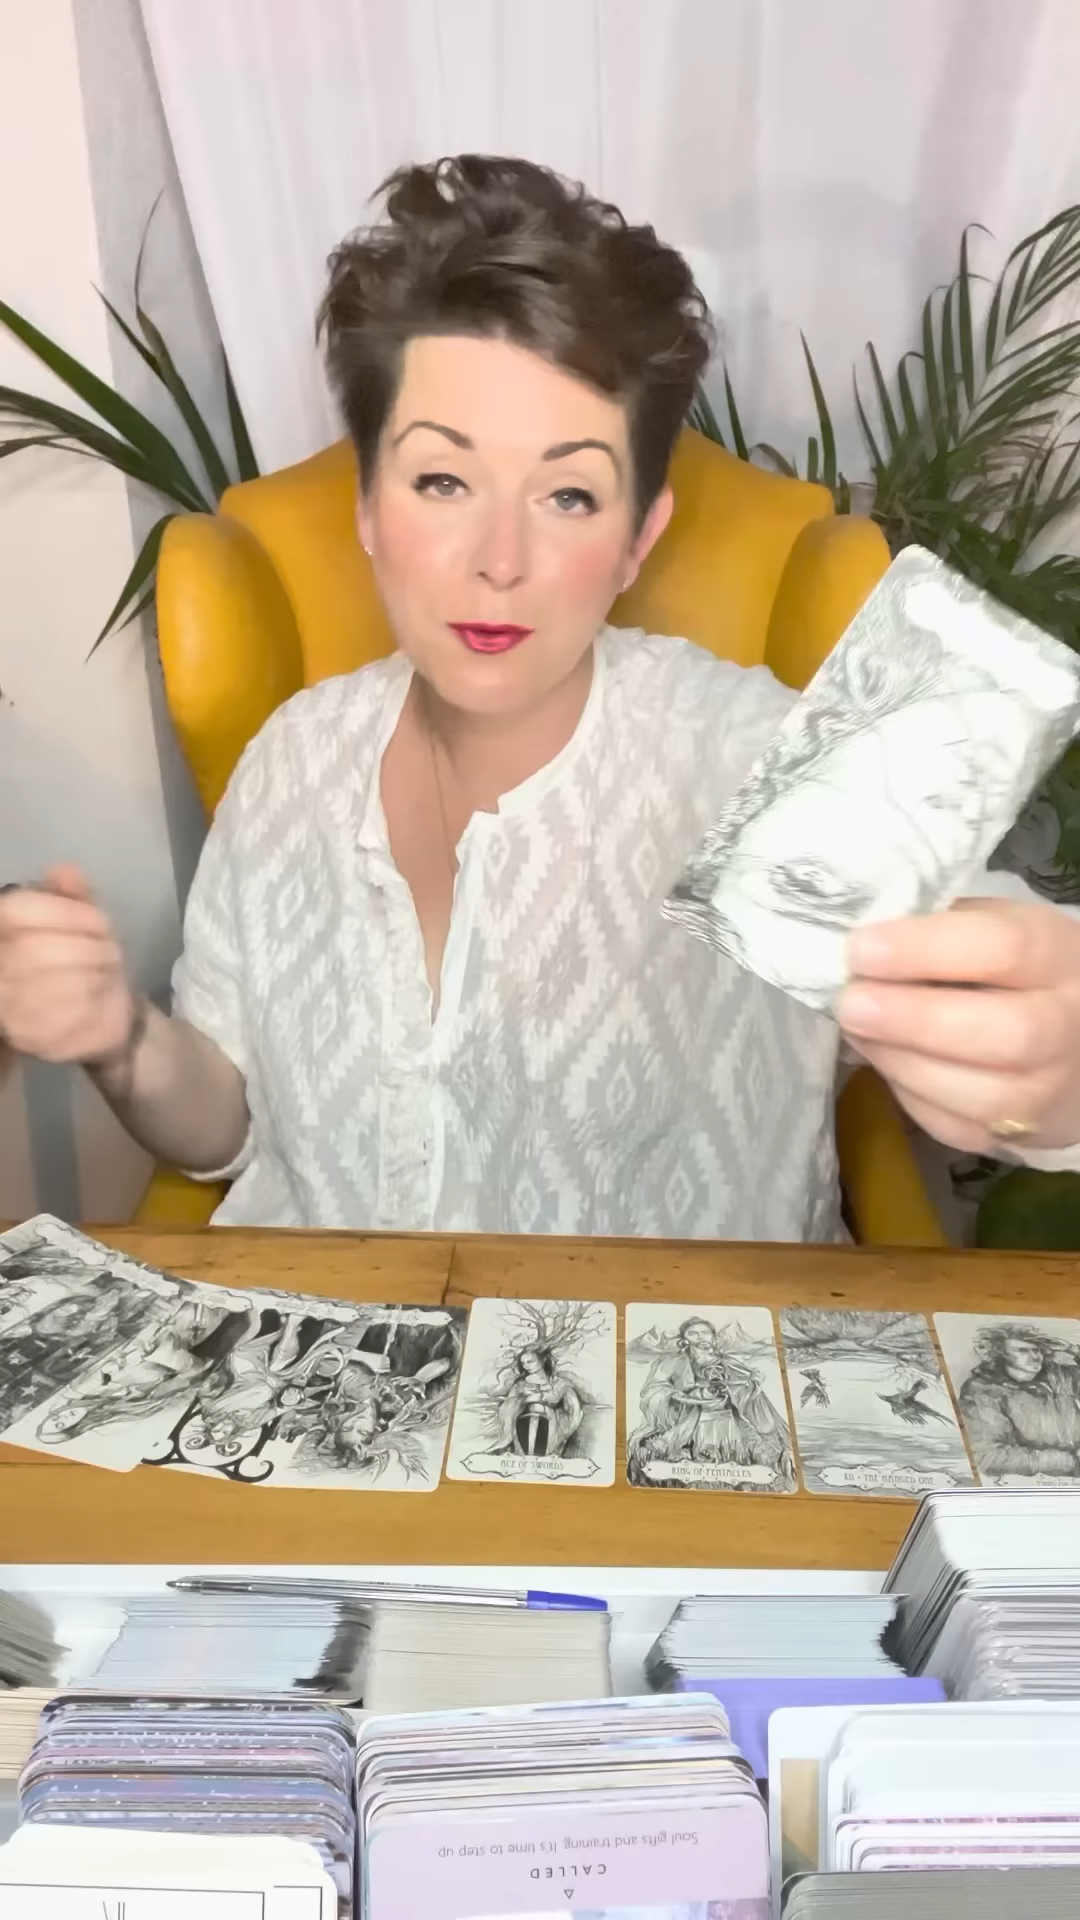 ACE OF SWORDS
KING OF PENTACLES
XII • THE HANGED ONE
Soul gifts and training. It's time to step up
CALLED
VII